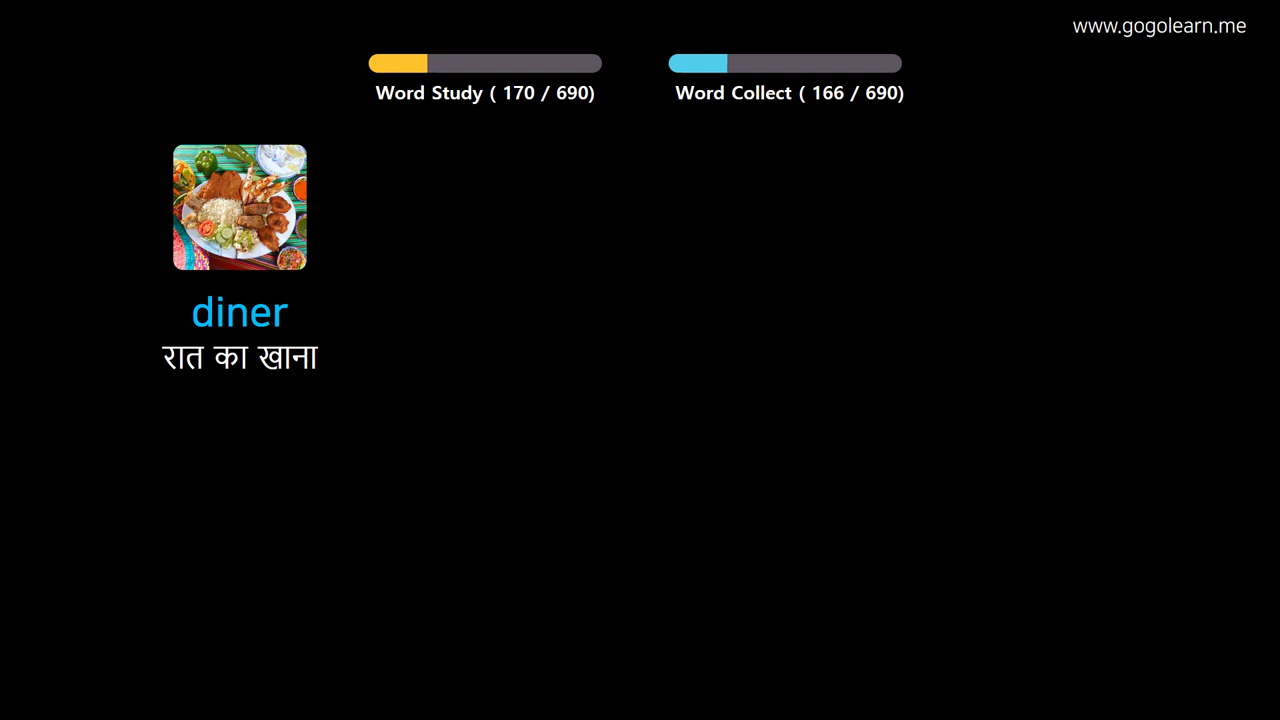 www.gogolearn.me
Word Study ( 170 / 690)
Word Collect ( 166 / 690)
diner
रात का खाना